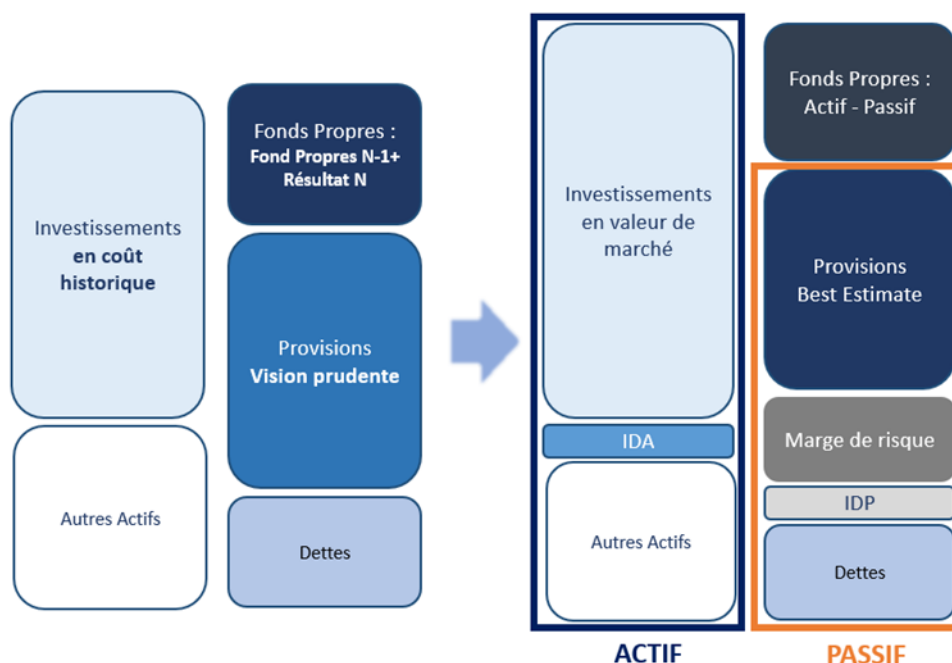 Investissements
en coût
historique
Autres Actifs
Fonds Propres :
Fond Propres N-1+
Résultat N
Provisions
Vision prudente
Dettes
Investissements
en valeur de
marché
IDA
Autres Actifs
ACTIF
Fonds Propres :
Actif - Passif
Provisions
Best Estimate
Marge de risque
IDP
Dettes
PASSIF